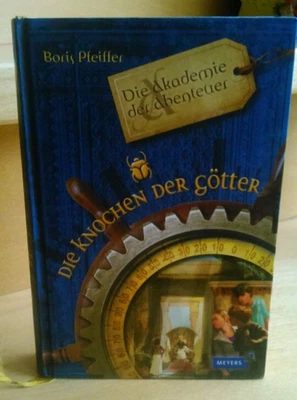 Boris Pfeiffer
Die Akademie
der Abenteuer
DIE KNOCHEN DER GÖTTER
MEYERS